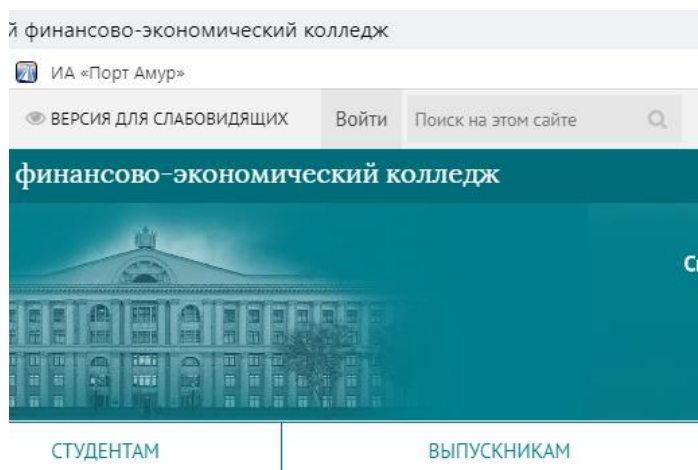 й финансово-экономический колледж
ИА «Порт Амур»
ВЕРСИЯ ДЛЯ СЛАБОВИДЯЩИХ Войти Поиск на этом сайте
финансово-экономический колледж
СТУДЕНТАМ ВЫПУСКНИКАМ